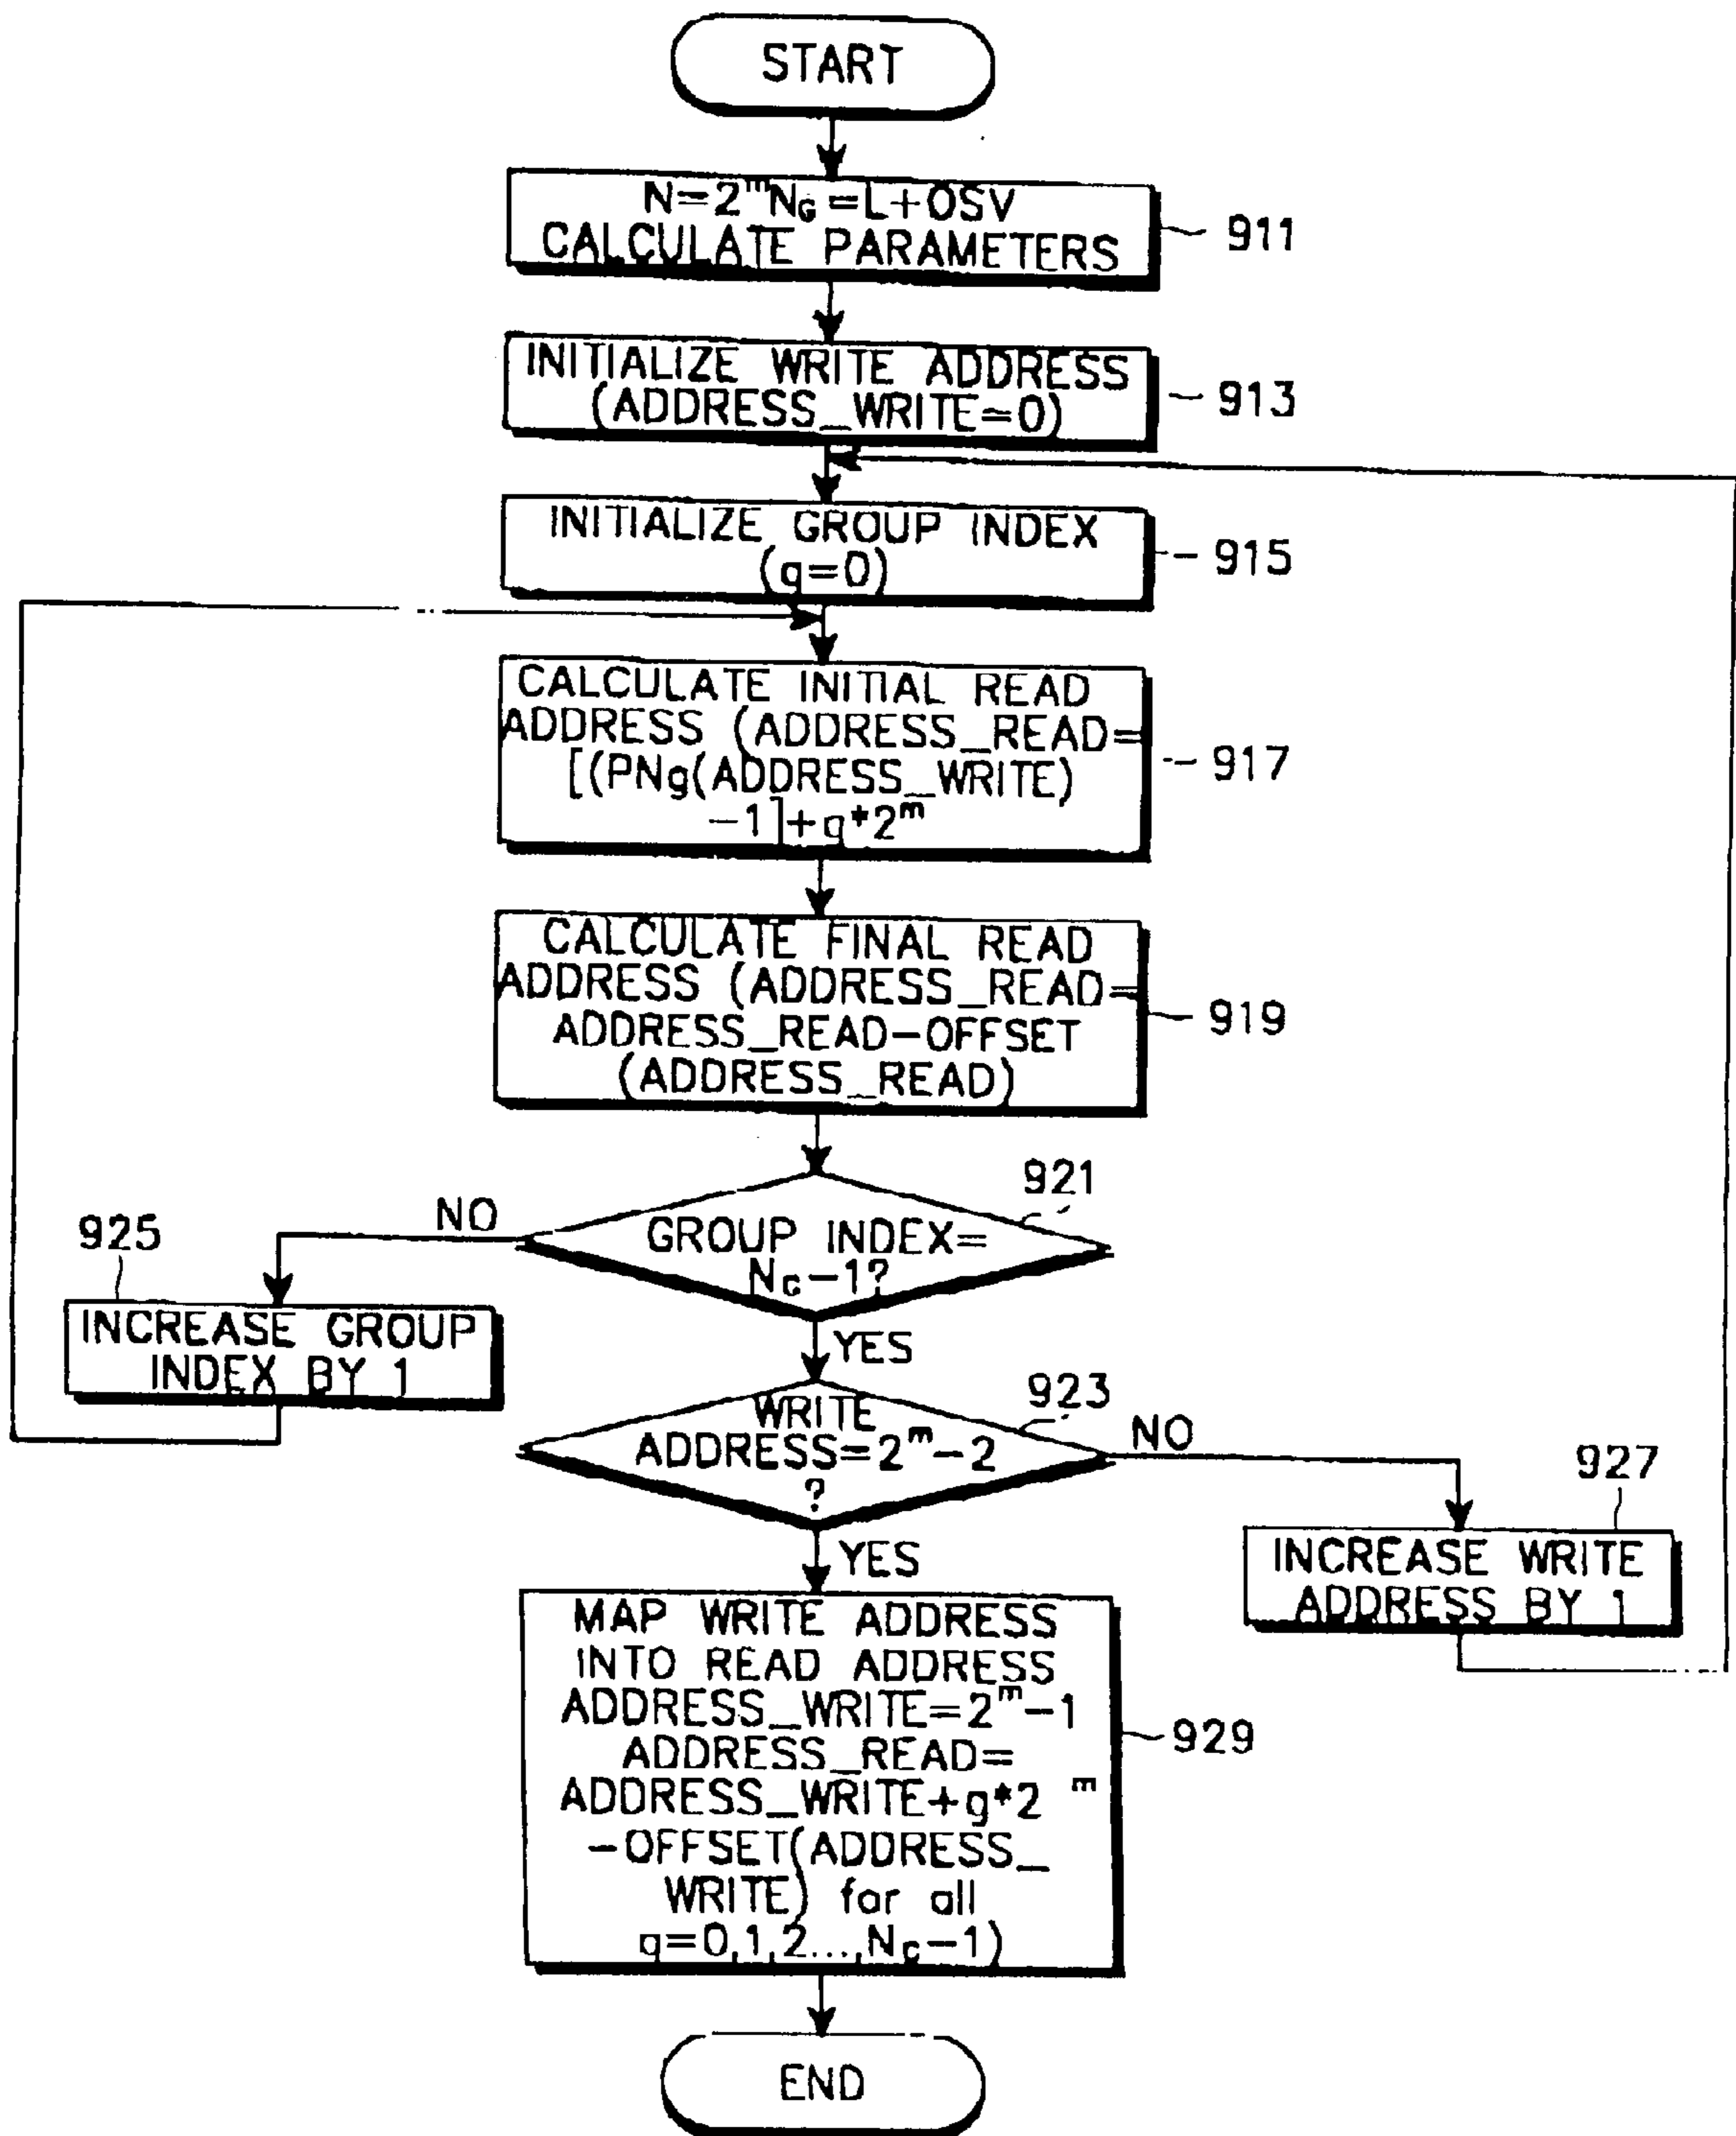 START
N=2^m N_G=L+OSV
CALCULATE PARAMETERS
911
INITIALIZE WRITE ADDRESS
(ADDRESS_WRITE=0)
913
INITIALIZE GROUP INDEX
(g=0)
915
CALCULATE INITIAL READ
ADDRESS (ADDRESS_READ=
[(PNg(ADDRESS_WRITE)
-1]+g*2^m
917
CALCULATE FINAL READ
ADDRESS (ADDRESS_READ=
ADDRESS_READ-OFFSET
(ADDRESS_READ)
919
921
GROUP INDEX=
N_G-1?
NO
YES
925
INCREASE GROUP
INDEX BY 1
923
WRITE
ADDRESS=2^m-2
?
NO
YES
927
INCREASE WRITE
ADDRESS BY 1
MAP WRITE ADDRESS
INTO READ ADDRESS
ADDRESS_WRITE=2^m-1
ADDRESS_READ=
ADDRESS_WRITE+g*2^m
-OFFSET(ADDRESS_
WRITE) for all
g=0,1,2...,N_G-1)
929
END